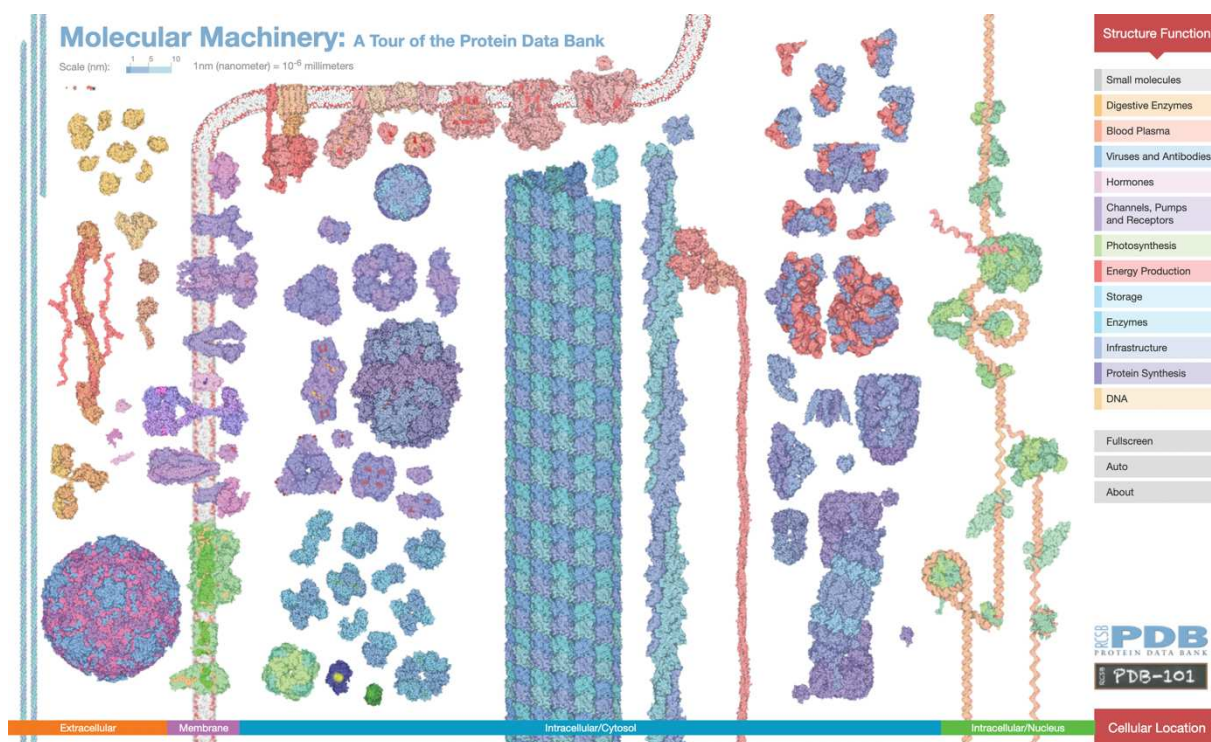 Molecular Machinery: A Tour of the Protein Data Bank
Scale (nm): 1 5 10 1nm (nanometer) = 10-6 millimeters
Structure Function
Small molecules
Digestive Enzymes
Blood Plasma
Viruses and Antibodies
Hormones
Channels, Pumps
and Receptors
Photosynthesis
Energy Production
Storage
Enzymes
Infrastructure
Protein Synthesis
DNA
Fullscreen
Auto
About
RCSB
PDB
PROTEIN DATA BANK
RCSB PDB-101
Extracellular
Membrane
Intracellular/Cytosol
Intracellular/Nucleus
Cellular Location